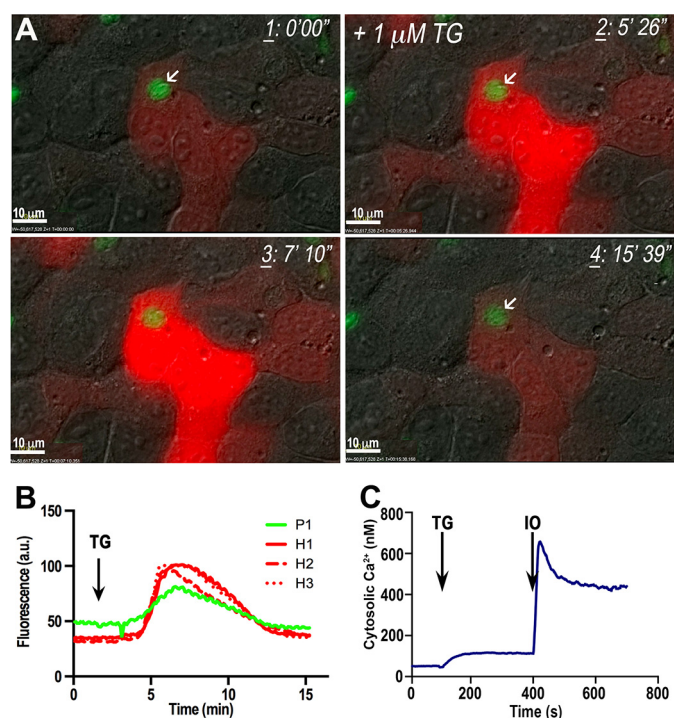 A
1: 0'00"
10 µm
+ 1 µM TG
2: 5' 26"
10 µm
3: 7' 10"
10 µm
4: 15' 39"
10 µm
B
Fluorescence (a.u.)
150
100
50
0
TG
P1
H1
H2
H3
0
5
10
15
Time (min)
C
Cytosolic Ca²⁺ (nM)
800
600
400
200
0
TG
IO
0
200
400
600
800
Time (s)